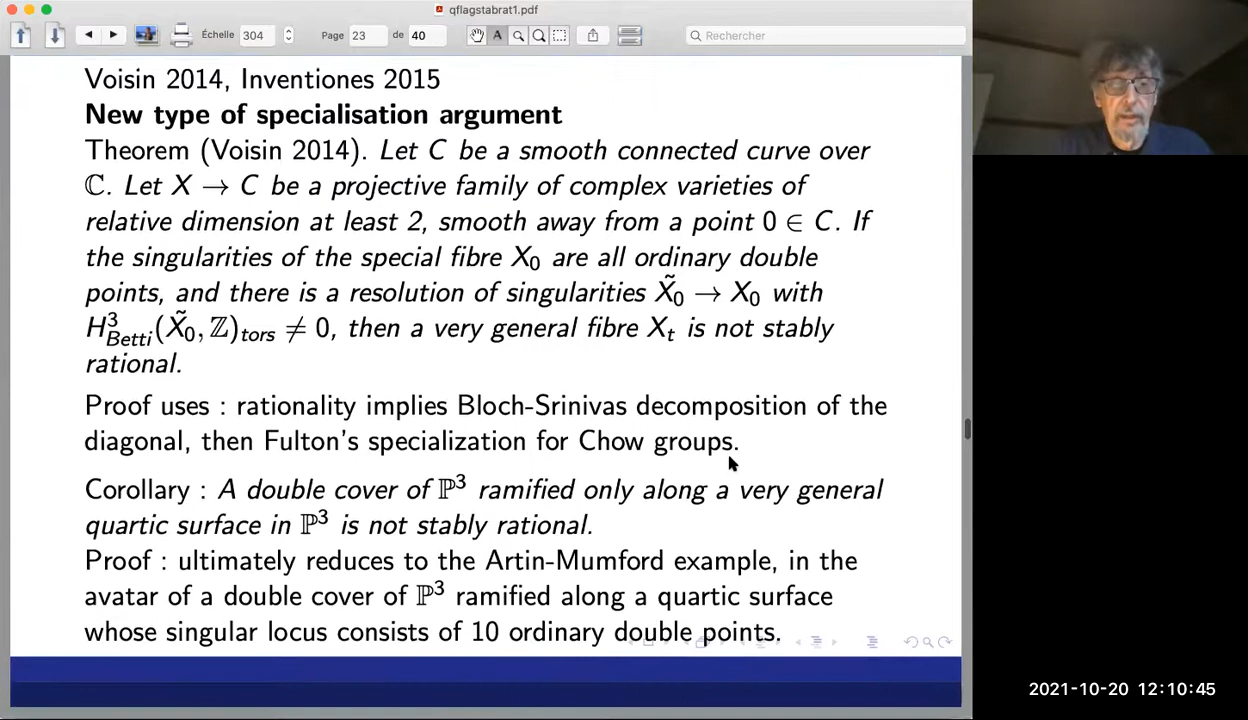 qflagstabrat1.pdf
Échelle 304 Page 23 de 40 Rechercher
Voisin 2014, Inventiones 2015
New type of specialisation argument
Theorem (Voisin 2014). Let C be a smooth connected curve over
ℂ. Let X → C be a projective family of complex varieties of
relative dimension at least 2, smooth away from a point 0 ∈ C. If
the singularities of the special fibre X₀ are all ordinary double
points, and there is a resolution of singularities X̃₀ → X₀ with
H³_Betti(X̃₀, ℤ)_tors ≠ 0, then a very general fibre X_t is not stably
rational.
Proof uses : rationality implies Bloch-Srinivas decomposition of the
diagonal, then Fulton's specialization for Chow groups.
Corollary : A double cover of ℙ³ ramified only along a very general
quartic surface in ℙ³ is not stably rational.
Proof : ultimately reduces to the Artin-Mumford example, in the
avatar of a double cover of ℙ³ ramified along a quartic surface
whose singular locus consists of 10 ordinary double points.
2021-10-20 12:10:45